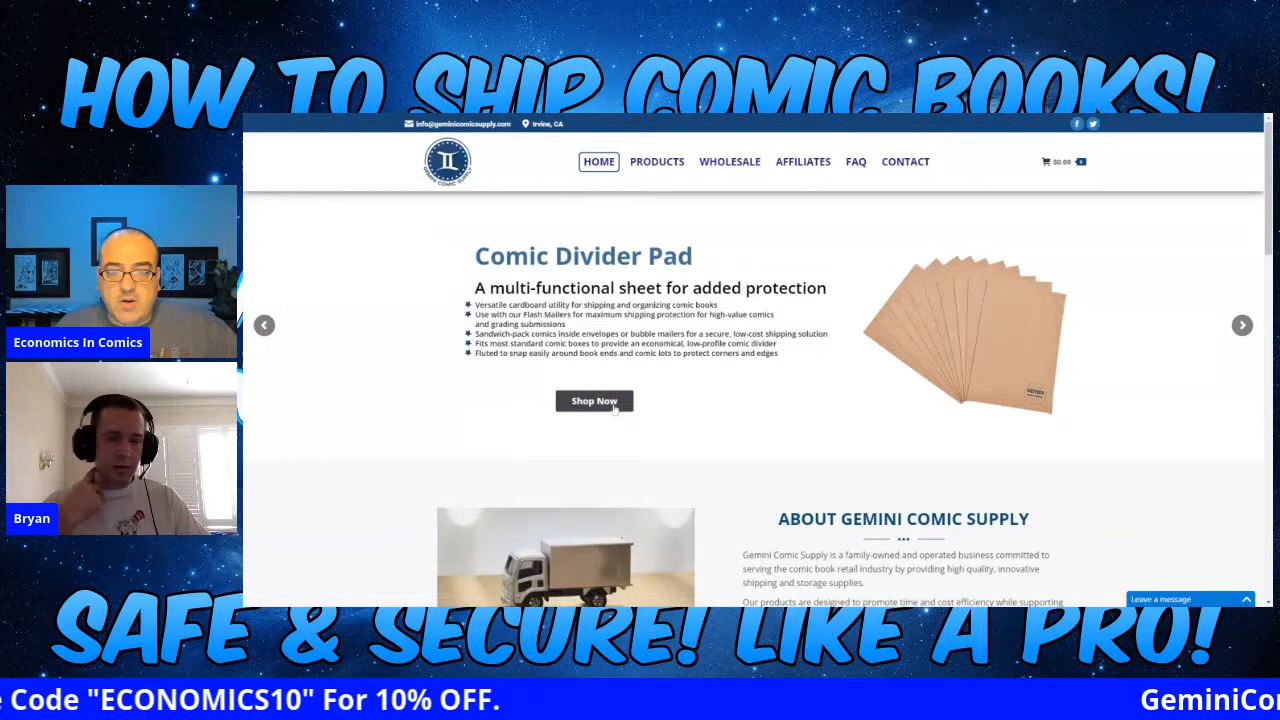 HOW TO SHIP COMIC BOOKS!
info@geminicomicsupply.com
Irvine, CA
GEMINI COMIC SUPPLY
HOME
PRODUCTS
WHOLESALE
AFFILIATES
FAQ
CONTACT
$0.00
0
Comic Divider Pad
A multi-functional sheet for added protection
Versatile cardboard utility for shipping and organizing comic books
Use with our Flash Mailers for maximum shipping protection for high-value comics
and grading submissions
Sandwich-pack comics inside envelopes or bubble mailers for a secure, low-cost shipping solution
Fits most standard comic boxes to provide an economical, low-profile comic divider
Fluted to snap easily around book ends and comic lots to protect corners and edges
Shop Now
GEMINI
Economics In Comics
Bryan
ABOUT GEMINI COMIC SUPPLY
Gemini Comic Supply is a family-owned and operated business committed to
serving the comic book retail industry by providing high quality, innovative
shipping and storage supplies.
Our products are designed to promote time and cost efficiency while supporting
Leave a message
SAFE & SECURE! LIKE A PRO!
e Code "ECONOMICS10" For 10% OFF.
GeminiCo